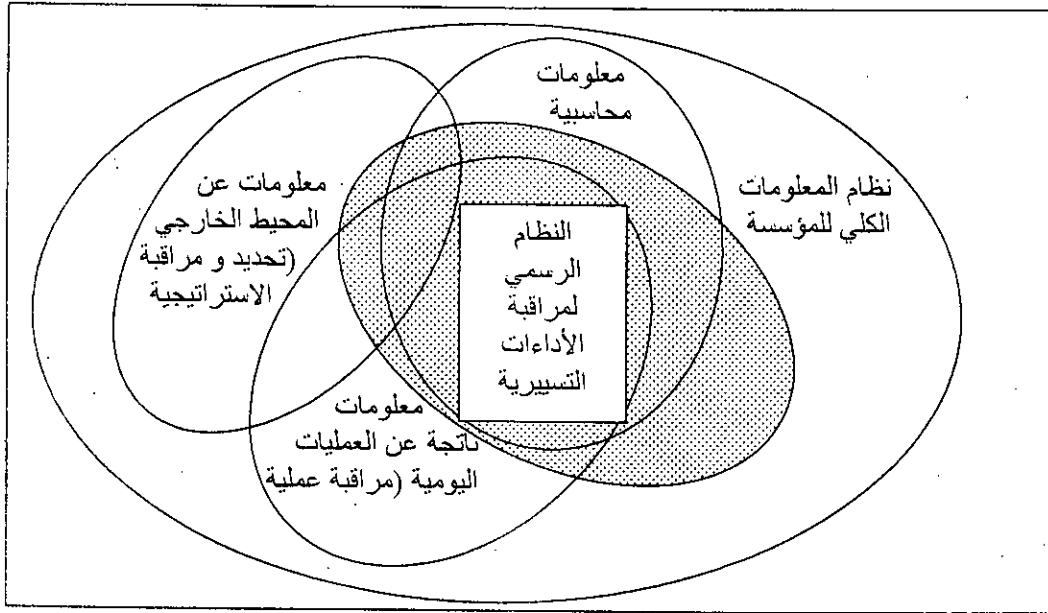 معلومات
محاسبية
نظام المعلومات
الكلي للمؤسسة
معلومات عن
المحيط الخارجي
(تحديد و مراقبة
الاستراتيجية
النظام
الرسمي
لمراقبة
الأداءات
التسييرية
معلومات
ناتجة عن العمليات
اليومية (مراقبة عملية